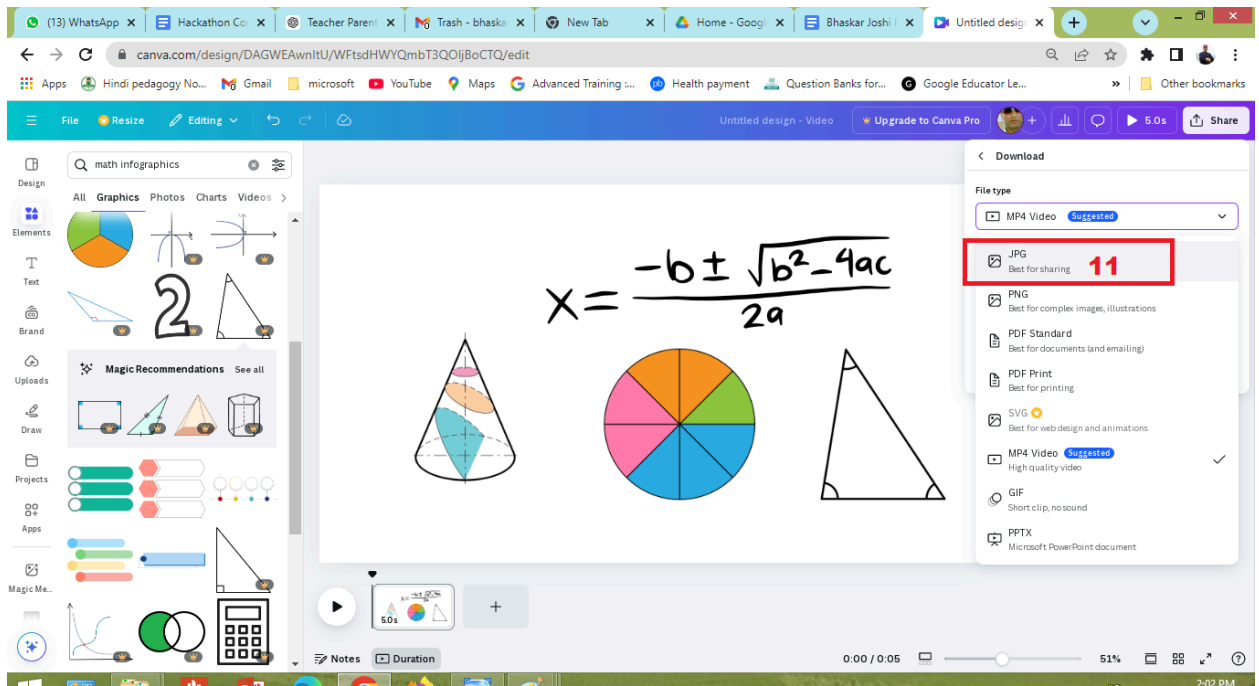 (13) WhatsApp
Hackathon Co
Teacher Parent
Trash - bhaska
New Tab
Home - Googl
Bhaskar Joshi
Untitled desig
canva.com/design/DAGWEAwnItU/WFtsdHWYQmbT3QOIjBoCTQ/edit
Apps
Hindi pedagogy No...
Gmail
microsoft
YouTube
Maps
Advanced Training :...
Health payment
Question Banks for...
Google Educator Le...
»
Other bookmarks
File
Resize
Editing
Untitled design - Video
Upgrade to Canva Pro
5.0s
Share
Design
Elements
Text
Brand
Uploads
Draw
Projects
Apps
Magic Me...
math infographics
All Graphics Photos Charts Videos
2
Magic Recommendations See all
x = -b ± √b²-4ac
2a
Download
File type
MP4 Video Suggested
JPG
Best for sharing
11
PNG
Best for complex images, illustrations
PDF Standard
Best for documents (and emailing)
PDF Print
Best for printing
SVG
Best for web design and animations
MP4 Video Suggested
High quality video
GIF
Short clip, no sound
PPTX
Microsoft PowerPoint document
5.0s
Notes
Duration
0:00 / 0:05
51%
2:02 PM